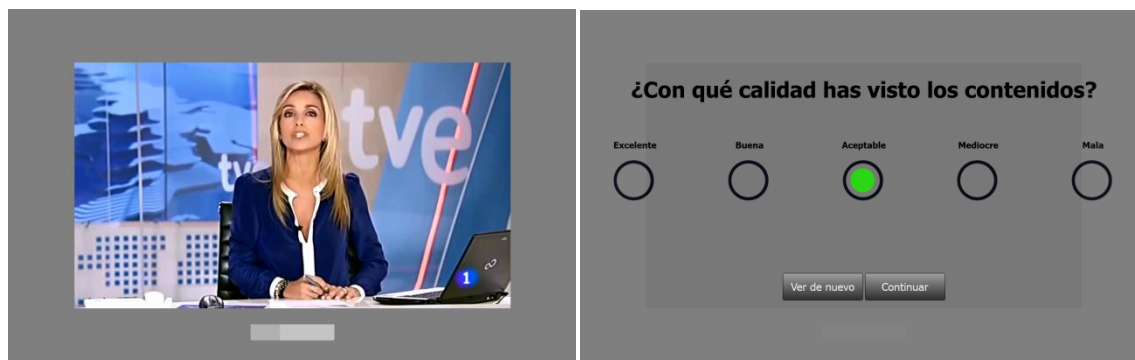 tve
tve
1
¿Con qué calidad has visto los contenidos?
Excelente Buena Aceptable Mediocre Mala
Ver de nuevo Continuar